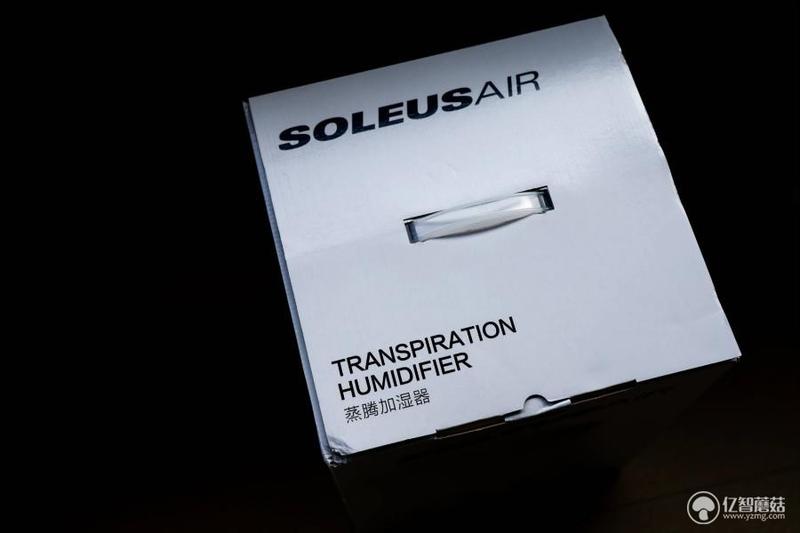 SOLEUSAIR
TRANSPIRATION
HUMIDIFIER
蒸腾加湿器
亿智蘑菇
www.yzmg.com